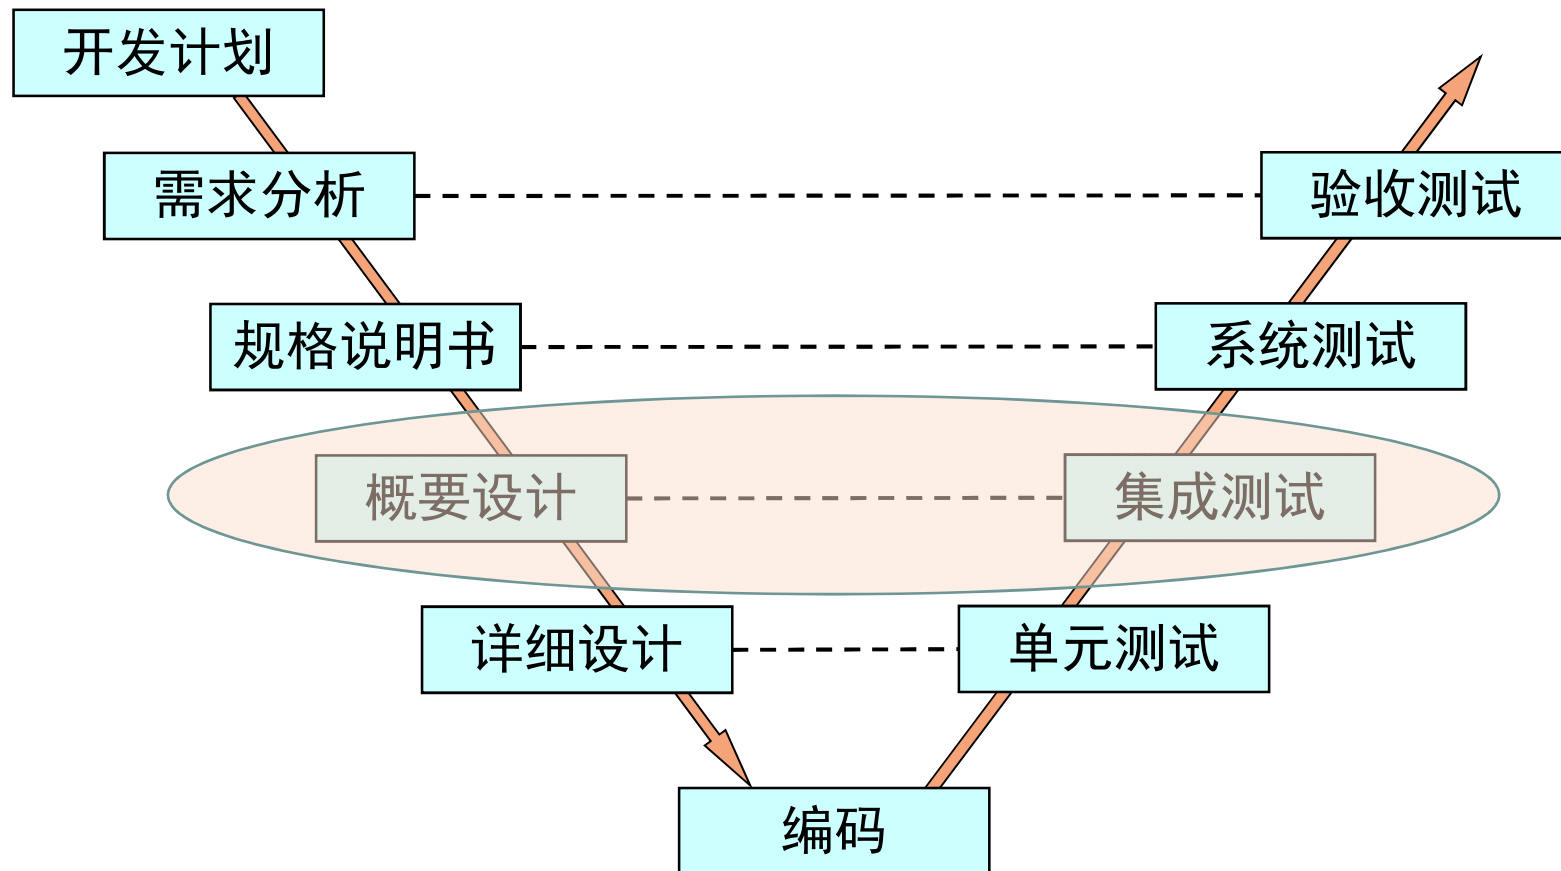 开发计划
需求分析
验收测试
规格说明书
系统测试
概要设计
集成测试
详细设计
单元测试
编码